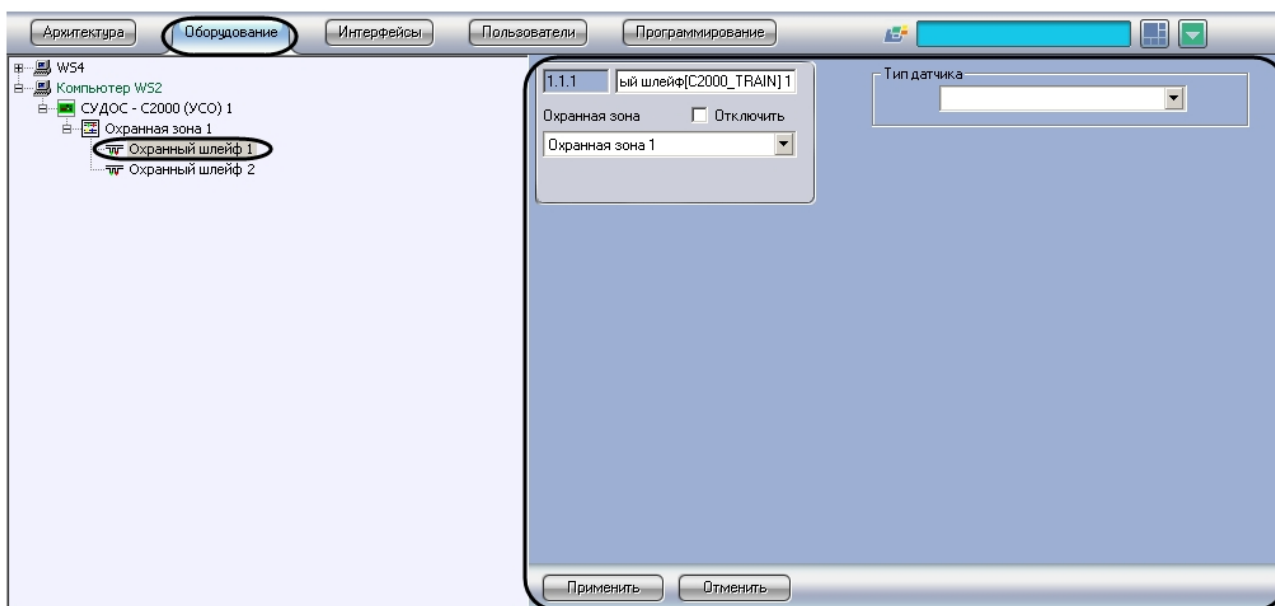 Архитектура
Оборудование
Интерфейсы
Пользователи
Программирование
WS4
Компьютер WS2
СУДОС - С2000 (УСО) 1
Охранная зона 1
Охранный шлейф 1
Охранный шлейф 2
1.1.1
ый шлейф[C2000_TRAIN] 1
Охранная зона
Отключить
Охранная зона 1
Тип датчика
Применить
Отменить